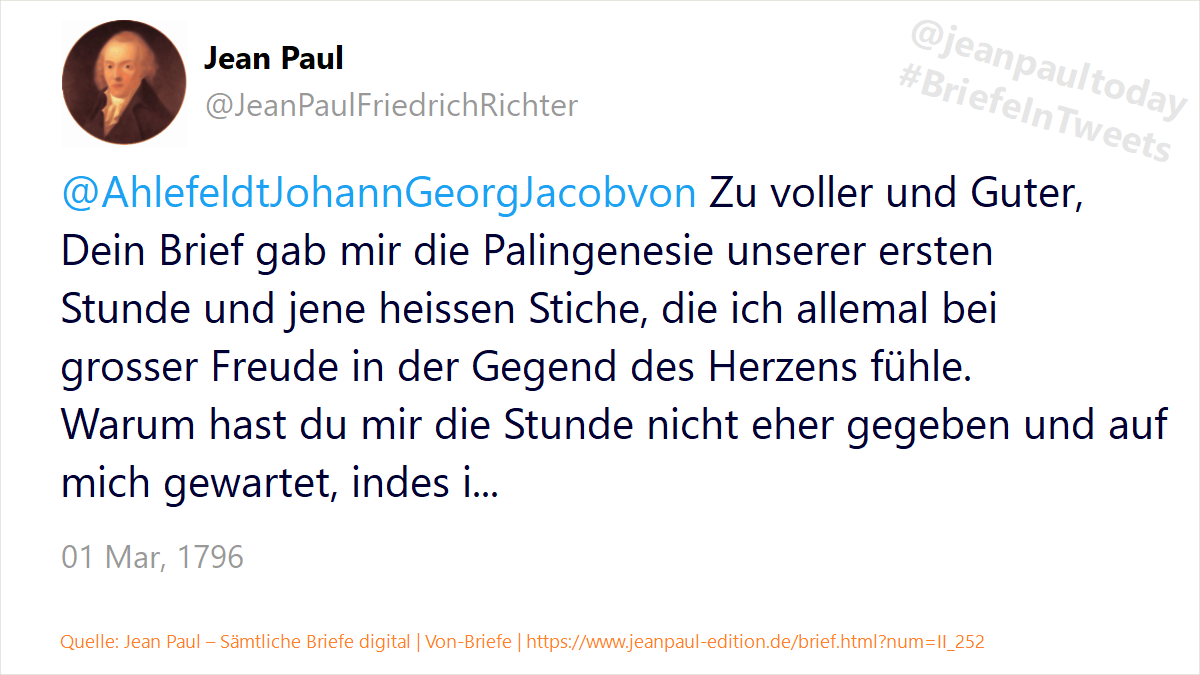 Jean Paul
@JeanPaulFriedrichRichter
@jeanpaultoday
#BriefeInTweets
@AhlefeldtJohannGeorgJacobvon Zu voller und Guter,
Dein Brief gab mir die Palingenesie unserer ersten
Stunde und jene heissen Stiche, die ich allemal bei
grosser Freude in der Gegend des Herzens fühle.
Warum hast du mir die Stunde nicht eher gegeben und auf
mich gewartet, indes i...
01 Mar, 1796
Quelle: Jean Paul – Sämtliche Briefe digital | Von-Briefe | https://www.jeanpaul-edition.de/brief.html?num=II_252